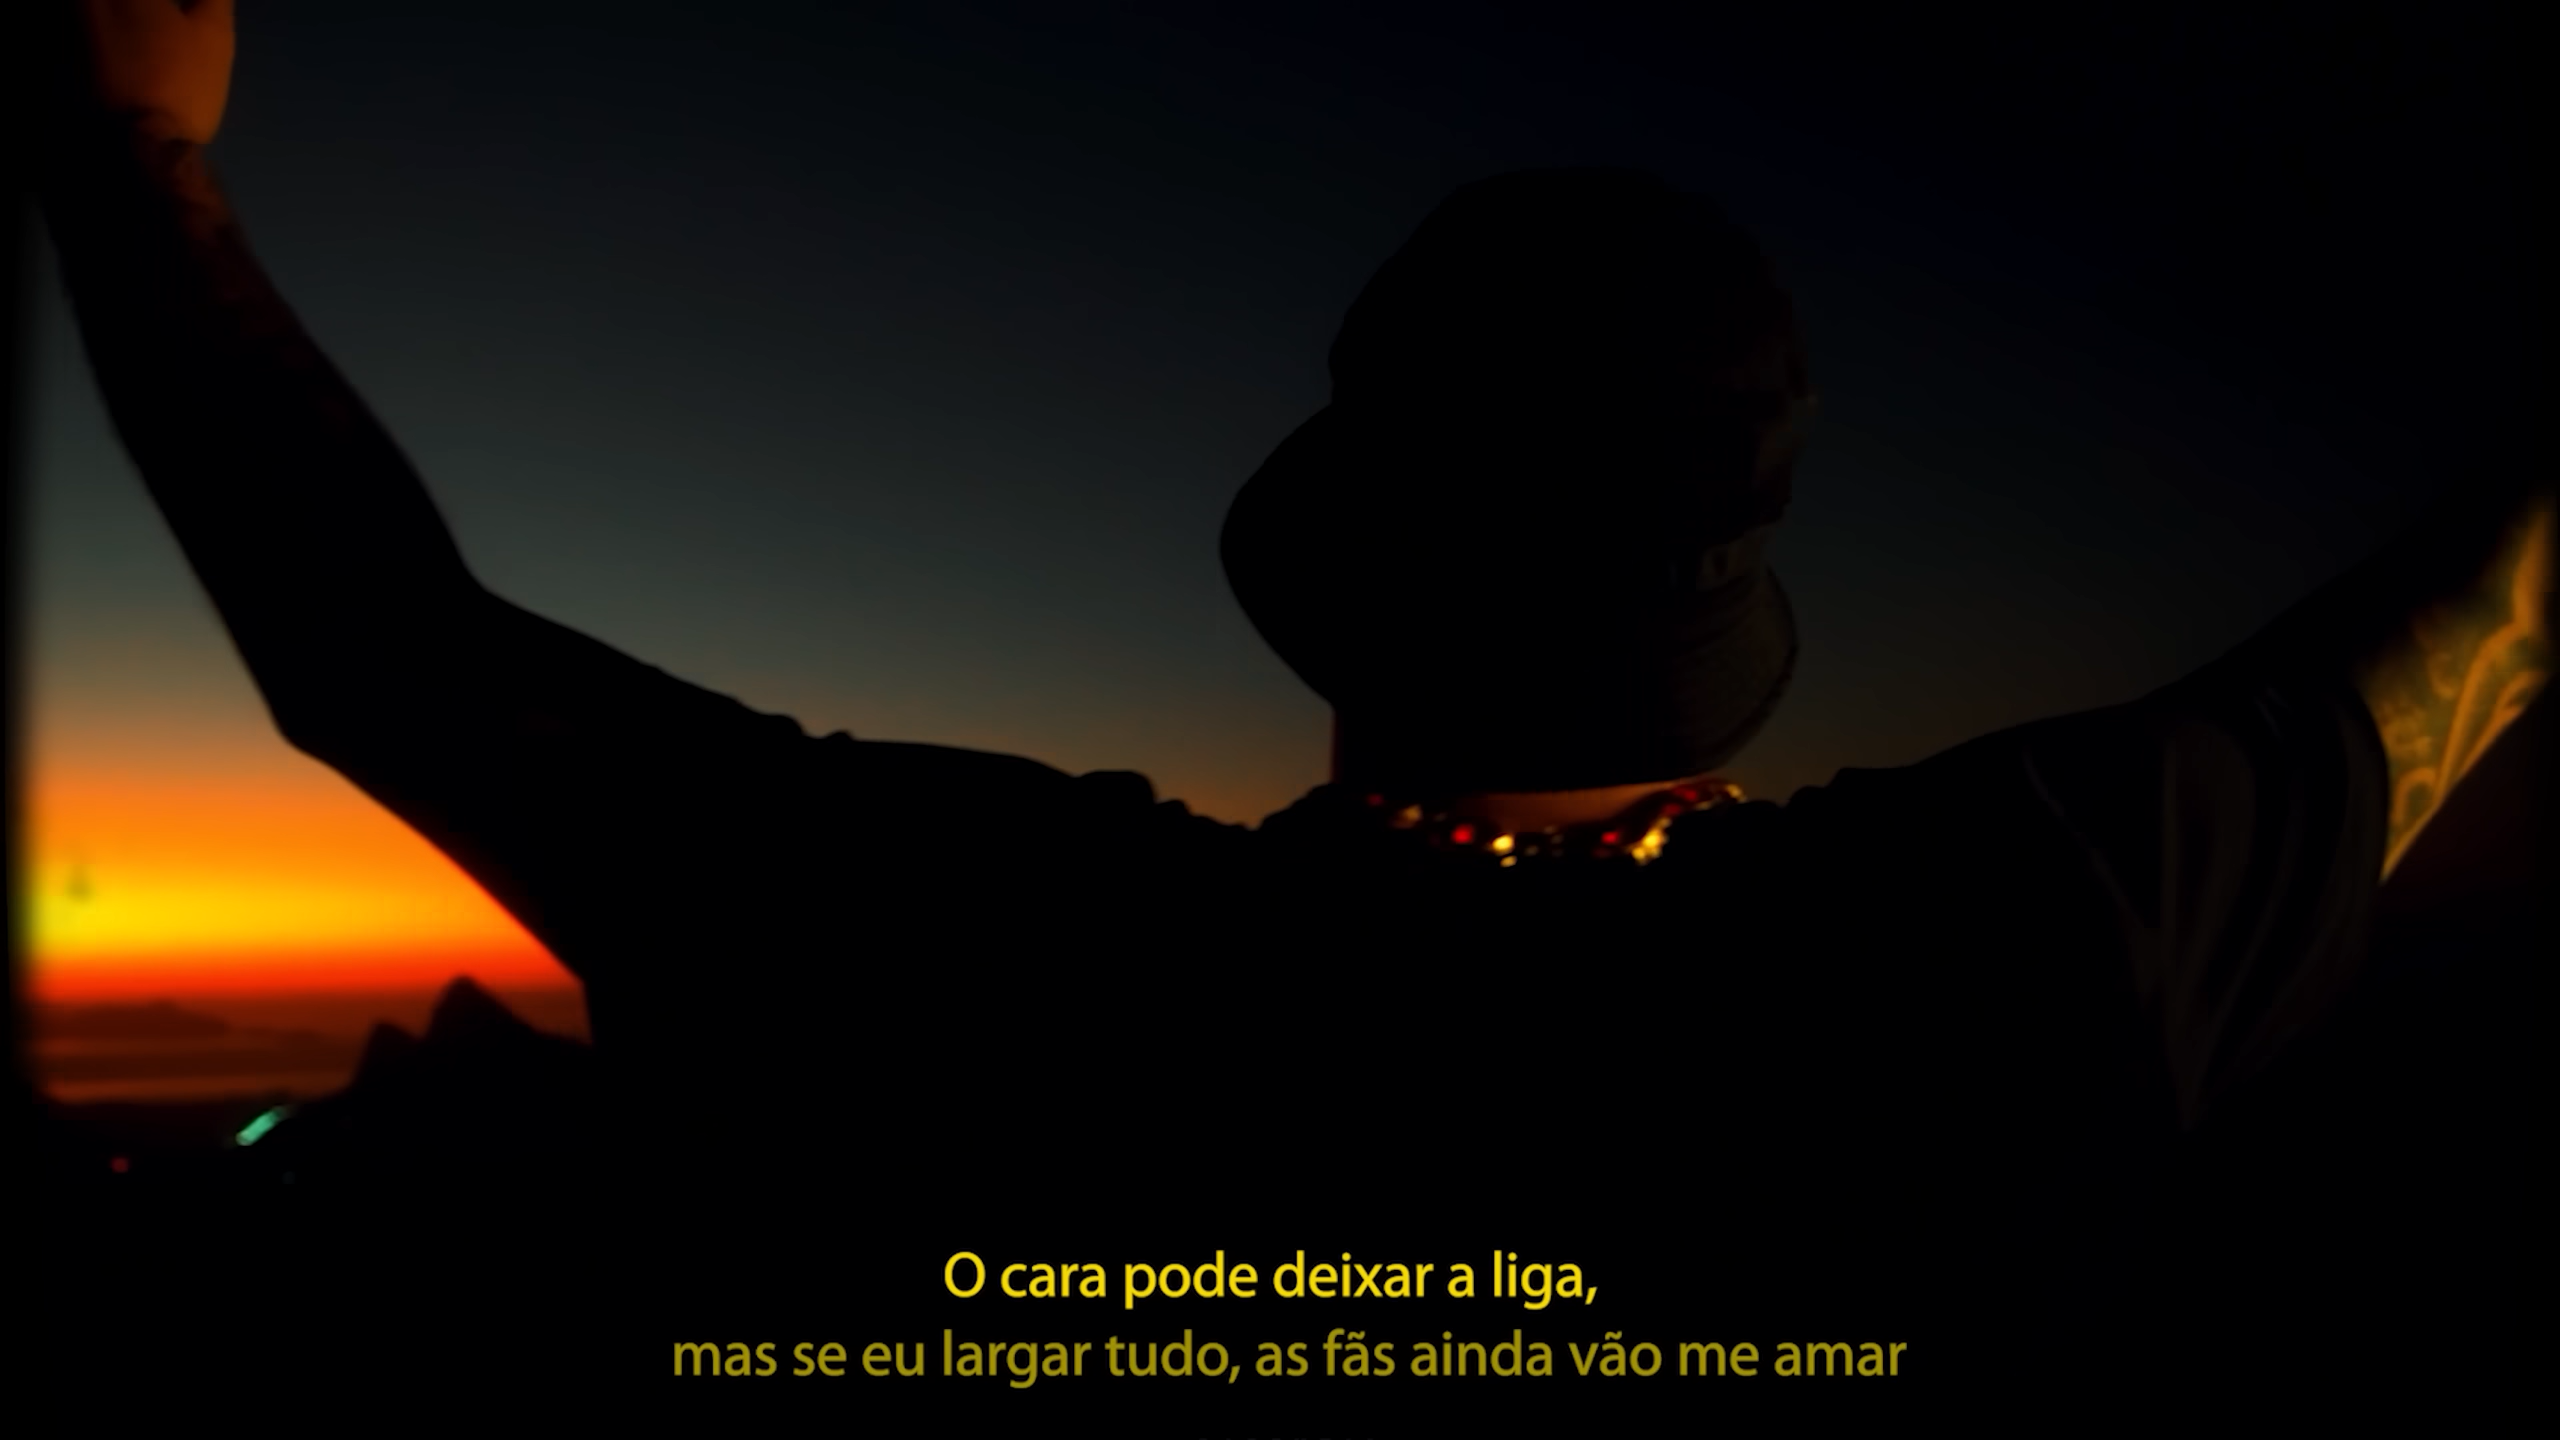 O cara pode deixar a liga,
mas se eu largar tudo, as fãs ainda vão me amar